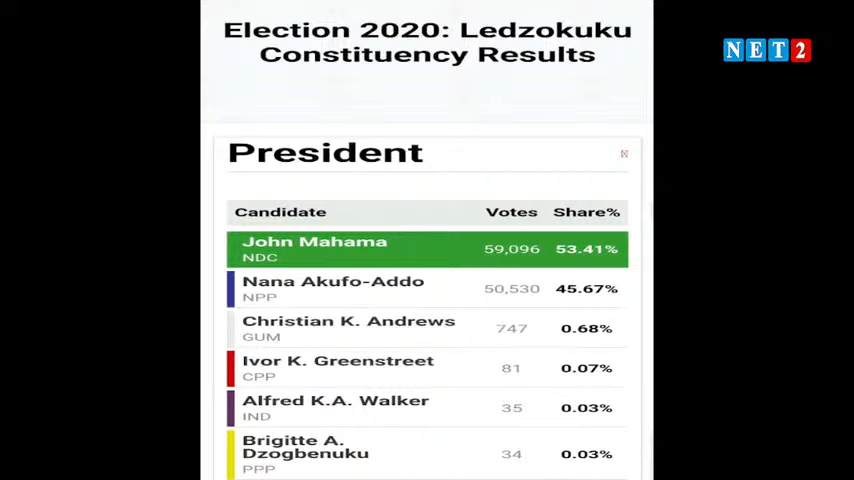 Election 2020: Ledzokuku
Constituency Results
NET2
President
Candidate Votes Share%
John Mahama 59,096 53.41%
NDC
Nana Akufo-Addo 50,530 45.67%
NPP
Christian K. Andrews 747 0.68%
GUM
Ivor K. Greenstreet 81 0.07%
CPP
Alfred K.A. Walker 35 0.03%
IND
Brigitte A.
Dzogbenuku 34 0.03%
PPP